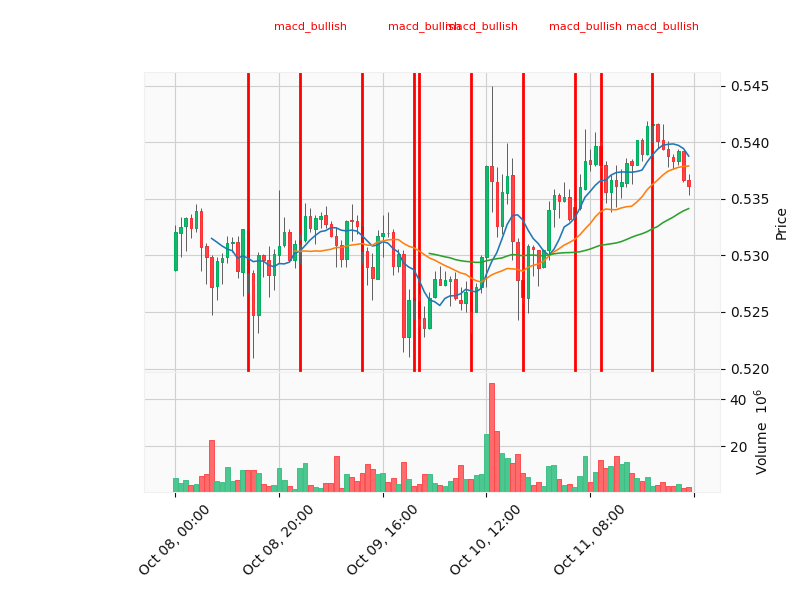 macd_bullish macd_bullish macd_bullish macd_bullish macd_bullish
0.545
0.540
0.535
0.530
0.525
0.520
Price
40
20
Volume 10^6
Oct 08, 00:00
Oct 08, 20:00
Oct 09, 16:00
Oct 10, 12:00
Oct 11, 08:00